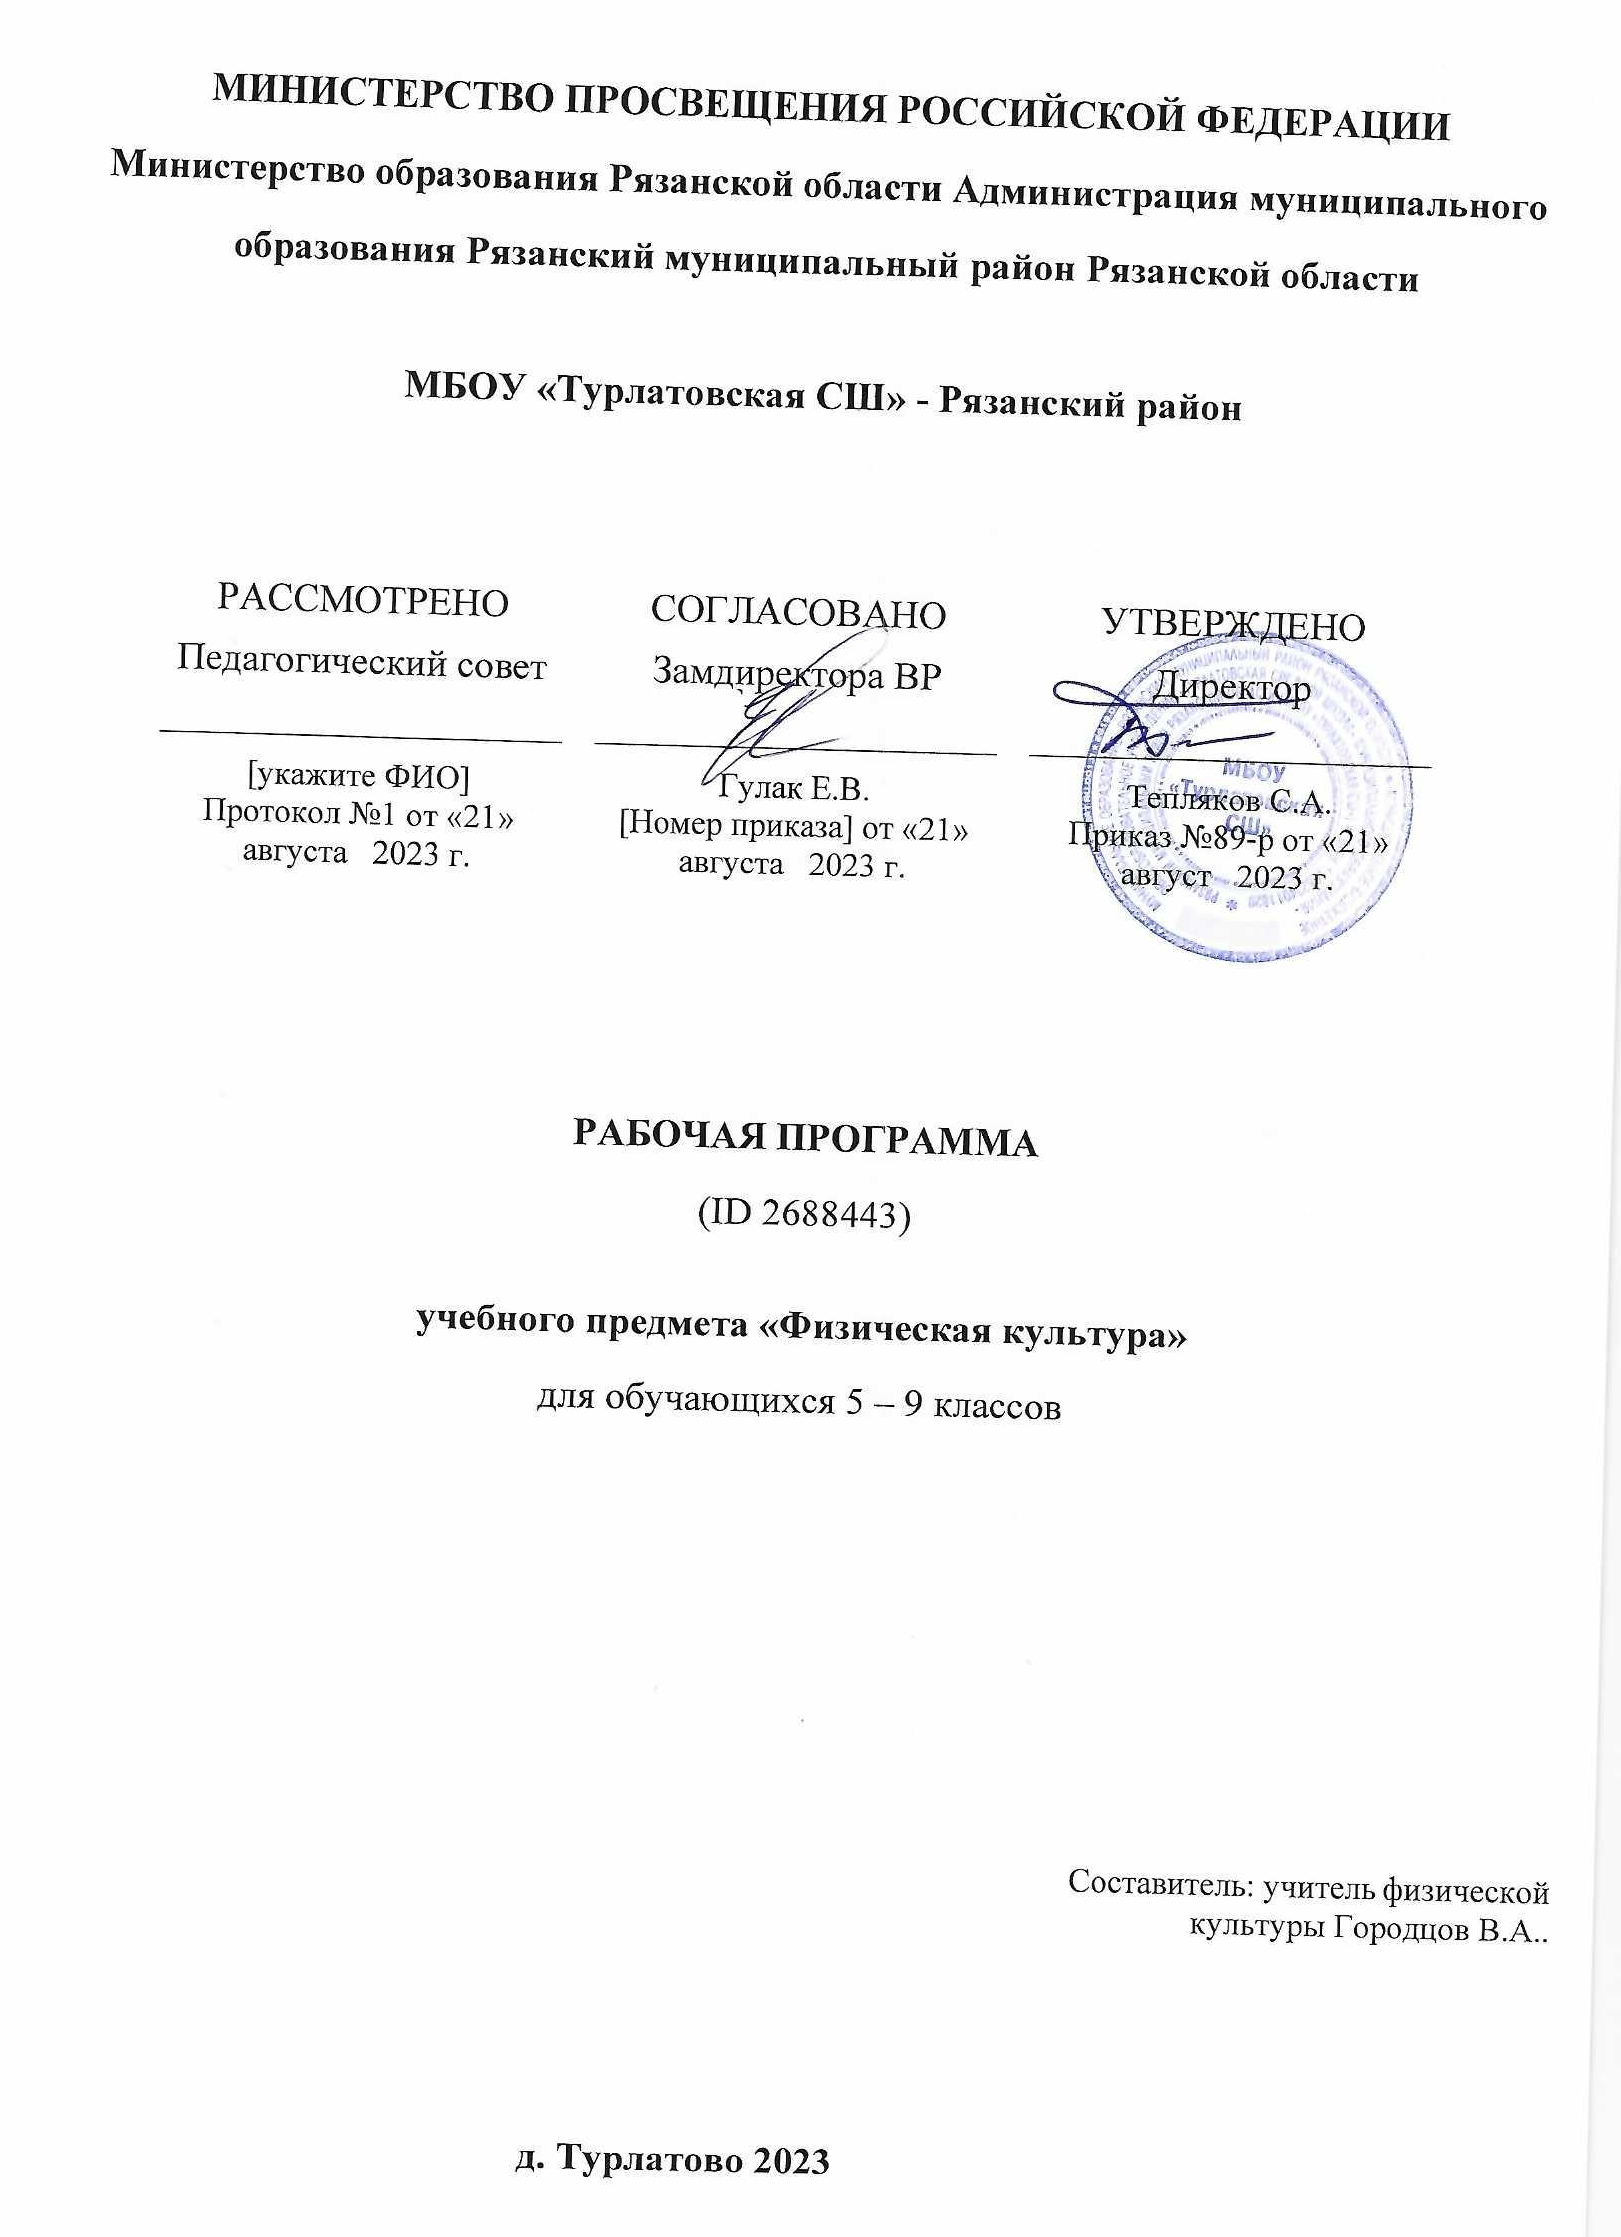 МИНИСТЕРСТВО ПРОСВЕЩЕНИЯ РОССИЙСКОЙ ФЕДЕРАЦИИ
Министерство образования Рязанской области Администрация муниципального
образования Рязанский муниципальный район Рязанской области
МБОУ «Турлатовская СШ» - Рязанский район
РАССМОТРЕНО
Педагогический совет
[укажите ФИО]
Протокол №1 от «21»
августа 2023 г.
СОГЛАСОВАНО
Замдиректора ВР
Гулак Е.В.
[Номер приказа] от «21»
августа 2023 г.
УТВЕРЖДЕНО
Директор
Тепляков С.А.
Приказ №89-р от «21»
август 2023 г.
МБОУ
«Турлатовская
СШ»
РАБОЧАЯ ПРОГРАММА
(ID 2688443)
учебного предмета «Физическая культура»
для обучающихся 5 – 9 классов
Составитель: учитель физической
культуры Городцов В.А..
д. Турлатово 2023